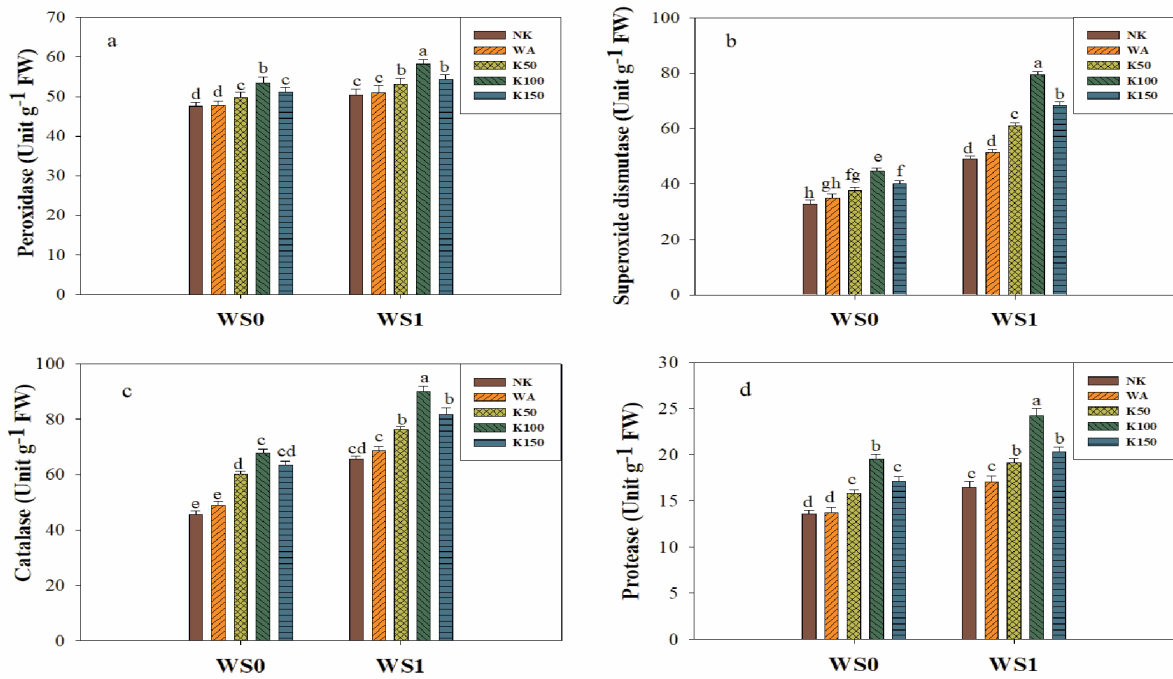 a
Peroxidase (Unit g-1 FW)
70
60
50
40
30
20
10
0
d d c b c
c c b a b
WS0 WS1
NK
WA
K50
K100
K150
b
Superoxide dismutase (Unit g-1 FW)
100
80
60
40
20
0
h gh fg e f
d d c a b
WS0 WS1
NK
WA
K50
K100
K150
c
Catalase (Unit g-1 FW)
100
80
60
40
20
0
e e d c cd
cd c b a b
WS0 WS1
NK
WA
K50
K100
K150
d
Protease (Unit g-1 FW)
30
25
20
15
10
5
0
d d c b c
c c b a b
WS0 WS1
NK
WA
K50
K100
K150